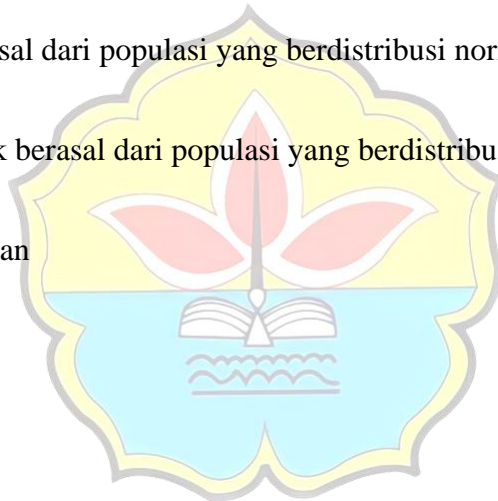 sal dari populasi yang berdistribusi nor
k berasal dari populasi yang berdistribu
an